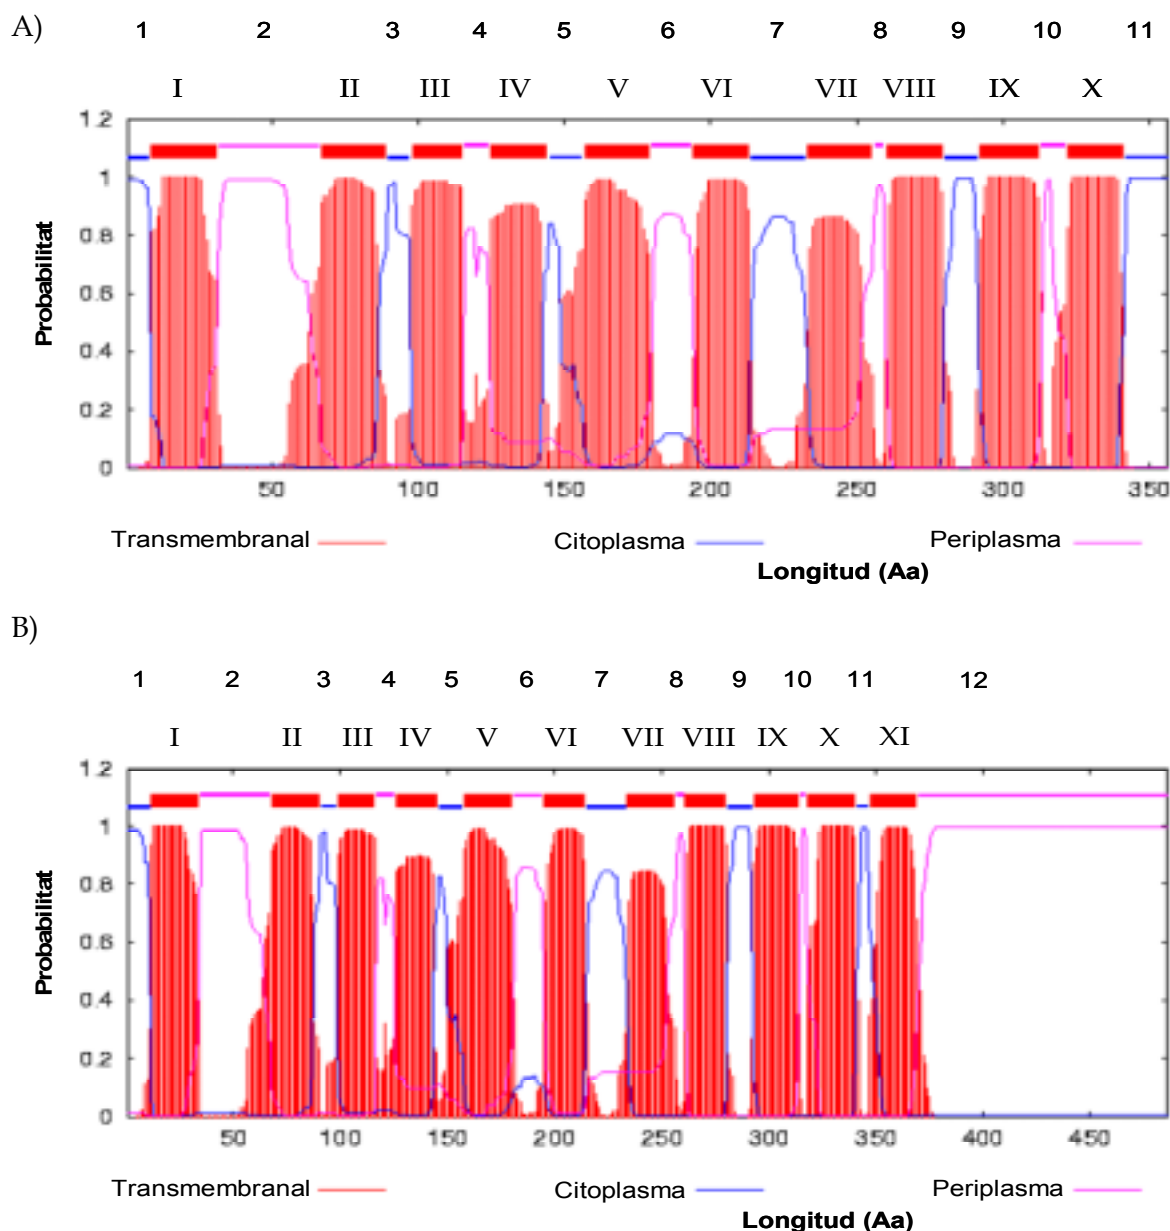 A)
1 2 3 4 5 6 7 8 9 10 11
I II III IV V VI VII VIII IX X
1.2
1
0.8
0.6
0.4
0.2
0
Probabilitat
50 100 150 200 250 300 350
Transmembranal Citoplasma Periplasma
Longitud (Aa)
B)
1 2 3 4 5 6 7 8 9 10 11 12
I II III IV V VI VII VIII IX X XI
1.2
1
0.8
0.6
0.4
0.2
0
Probabilitat
50 100 150 200 250 300 350 400 450
Transmembranal Citoplasma Periplasma
Longitud (Aa)